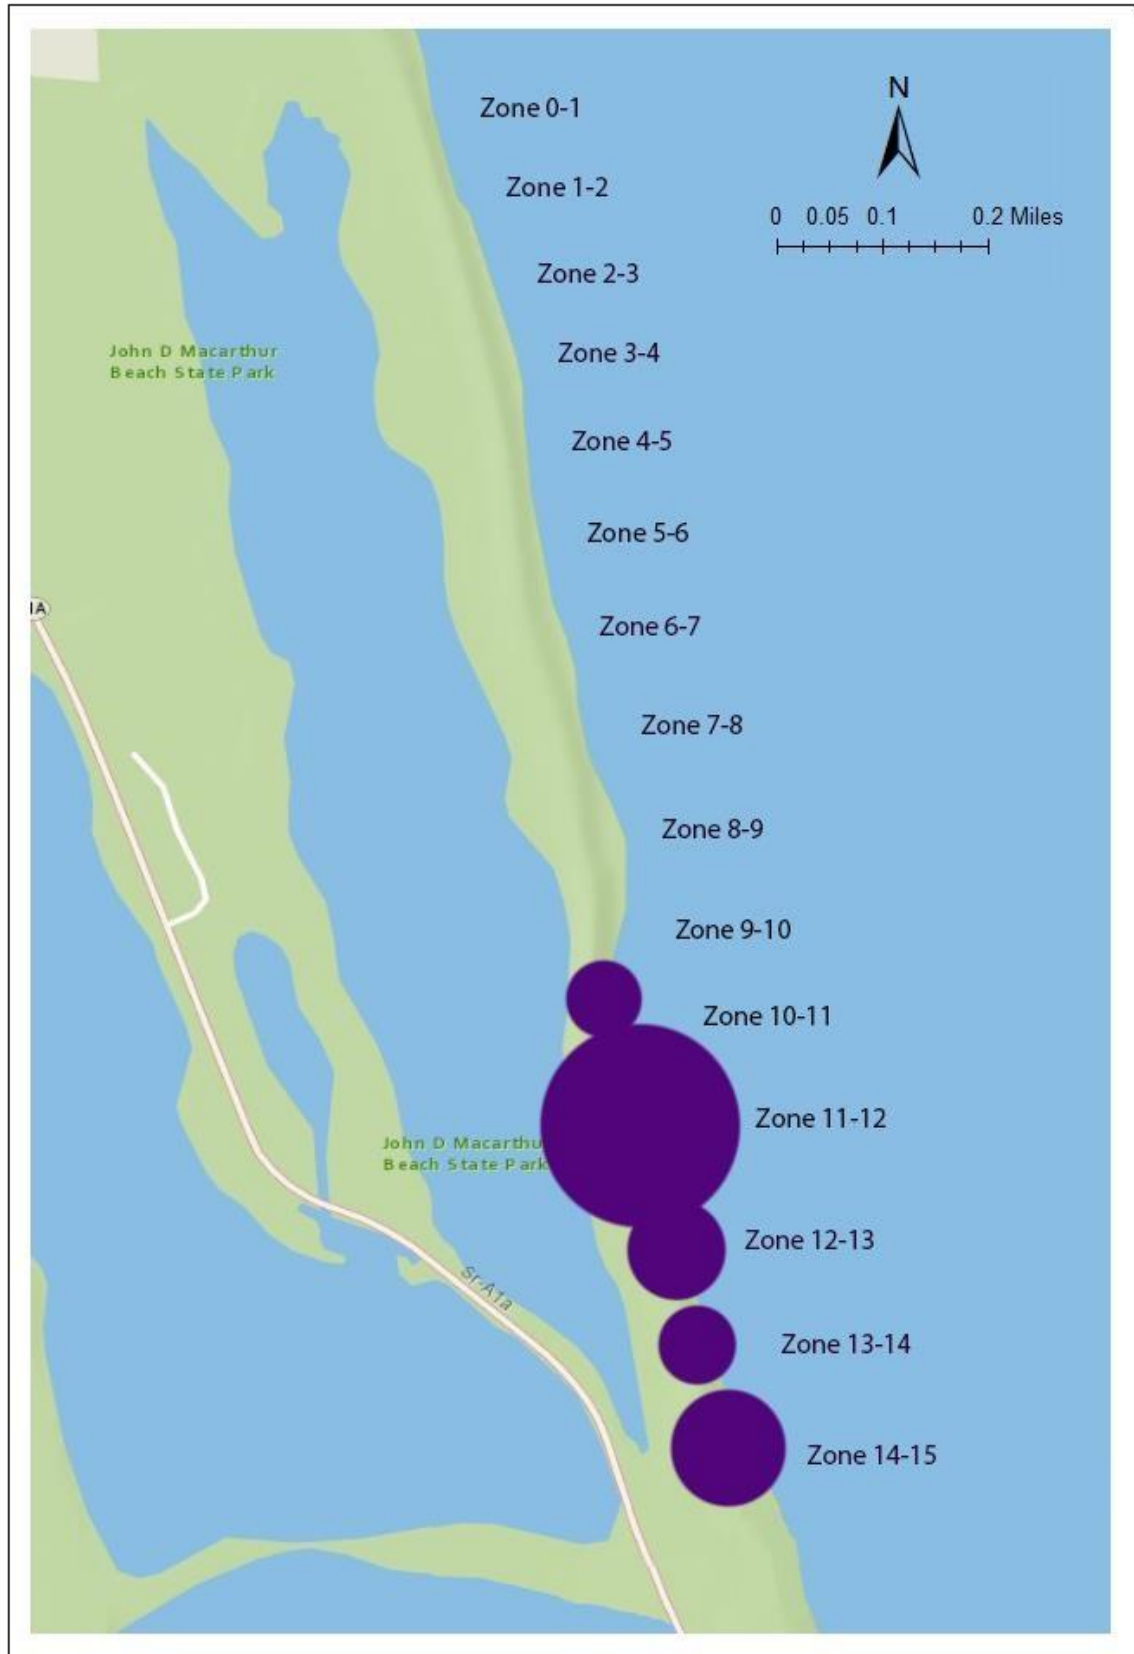 Zone 0-1
N
Zone 1-2
0 0.05 0.1 0.2 Miles
Zone 2-3
John D Macarthur
Beach State Park
Zone 3-4
Zone 4-5
Zone 5-6
1A
Zone 6-7
Zone 7-8
Zone 8-9
Zone 9-10
Zone 10-11
Zone 11-12
John D Macarthu
Beach State Park
Zone 12-13
Sr-A1a
Zone 13-14
Zone 14-15